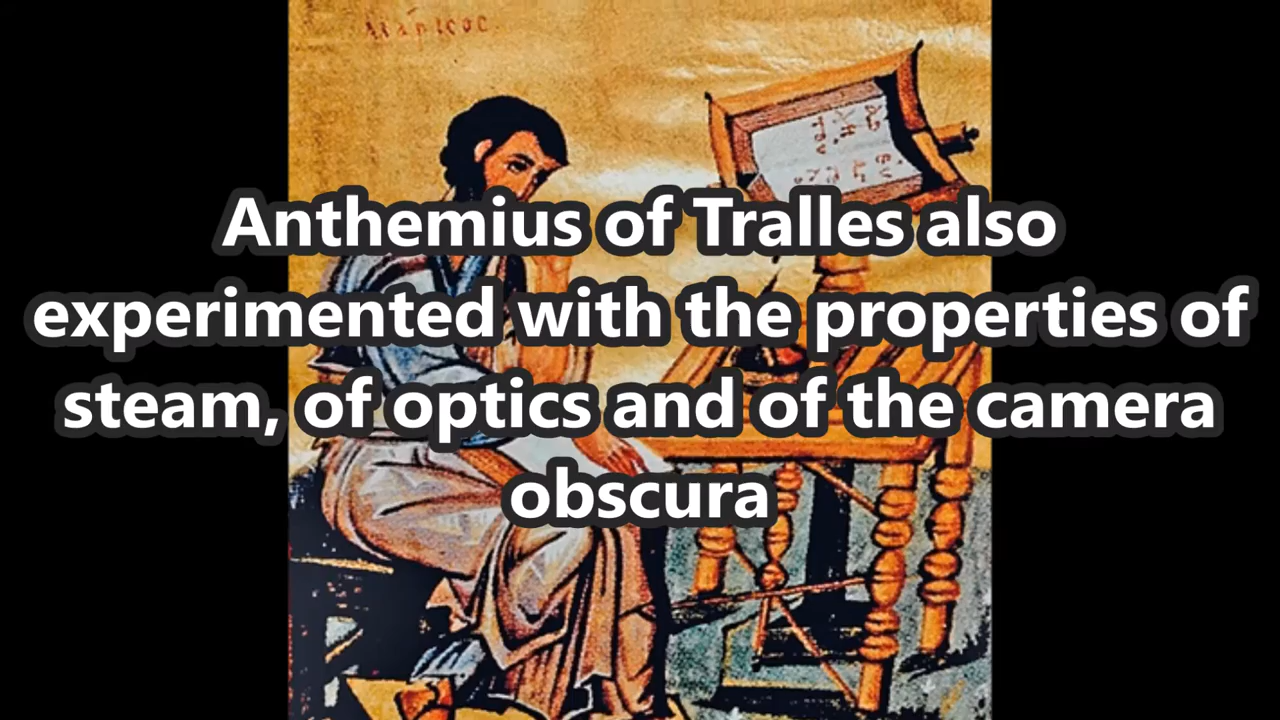 Anthemius of Tralles also
experimented with the properties of
steam, of optics and of the camera
obscura